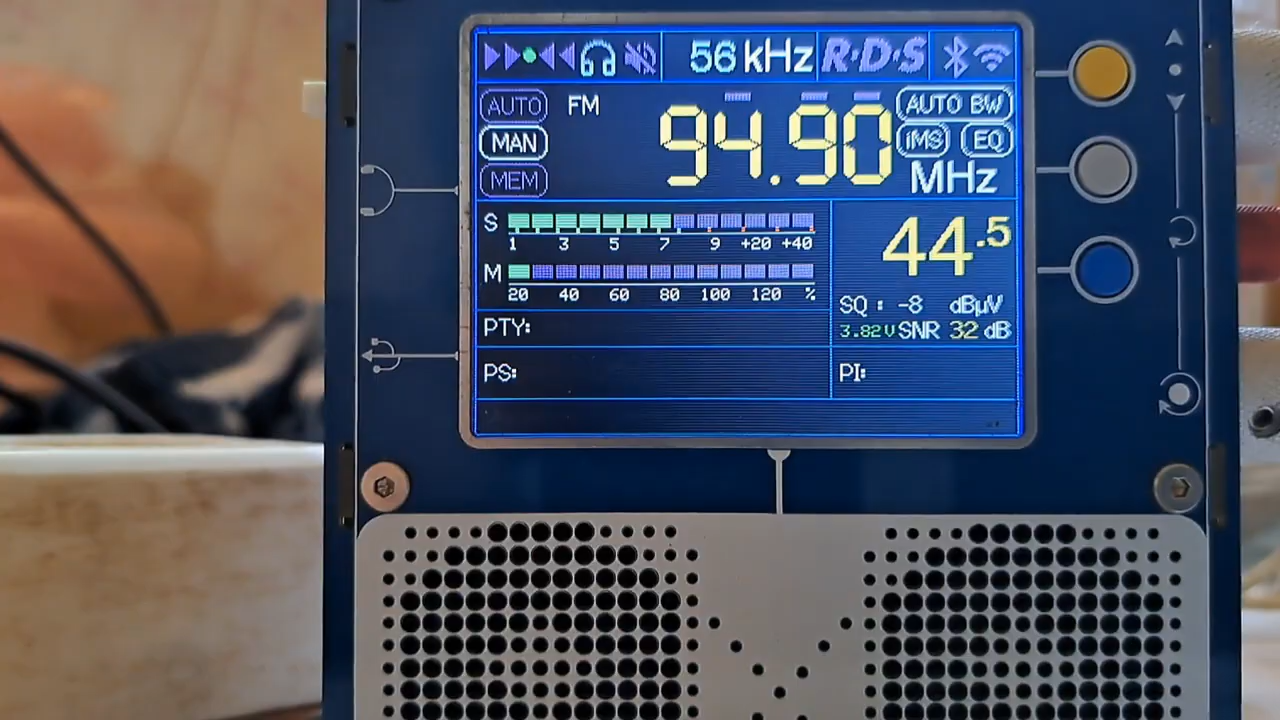 56 kHz R·D·S
AUTO FM AUTO BW
MAN 94.90 iMS EQ
MEM MHz
S
1 3 5 7 9 +20 +40
44.5
M
20 40 60 80 100 120 %
SQ : -8 dBµV
PTY: 3.82V SNR 32 dB
PS: PI: